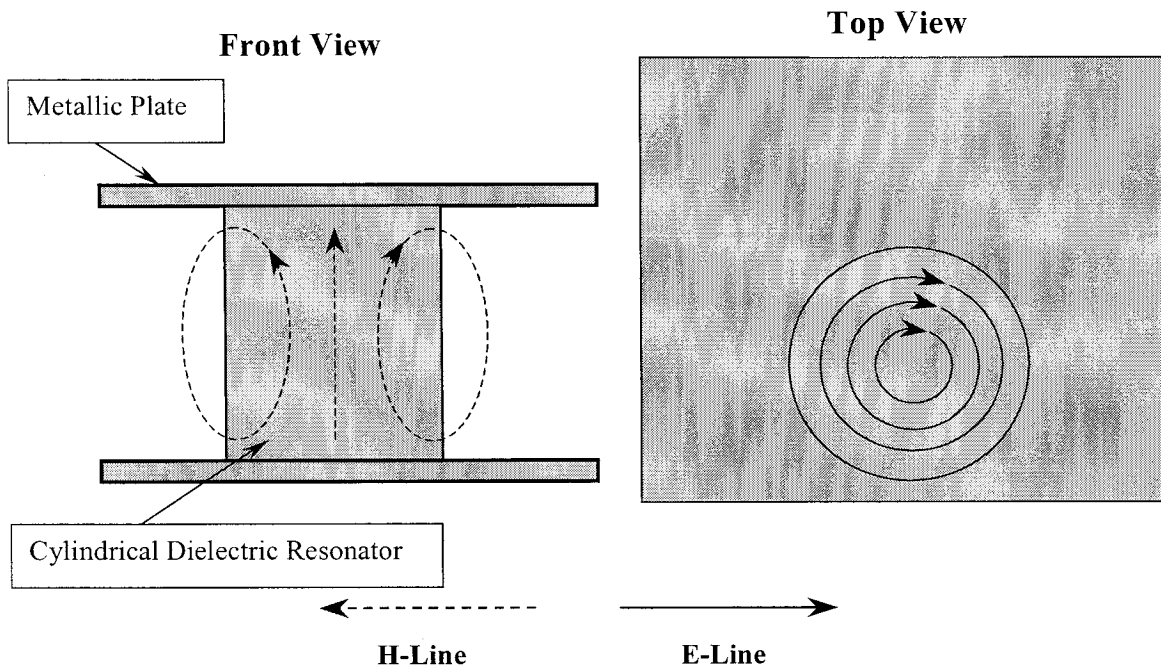 Front View
Top View
Metallic Plate
Cylindrical Dielectric Resonator
H-Line
E-Line